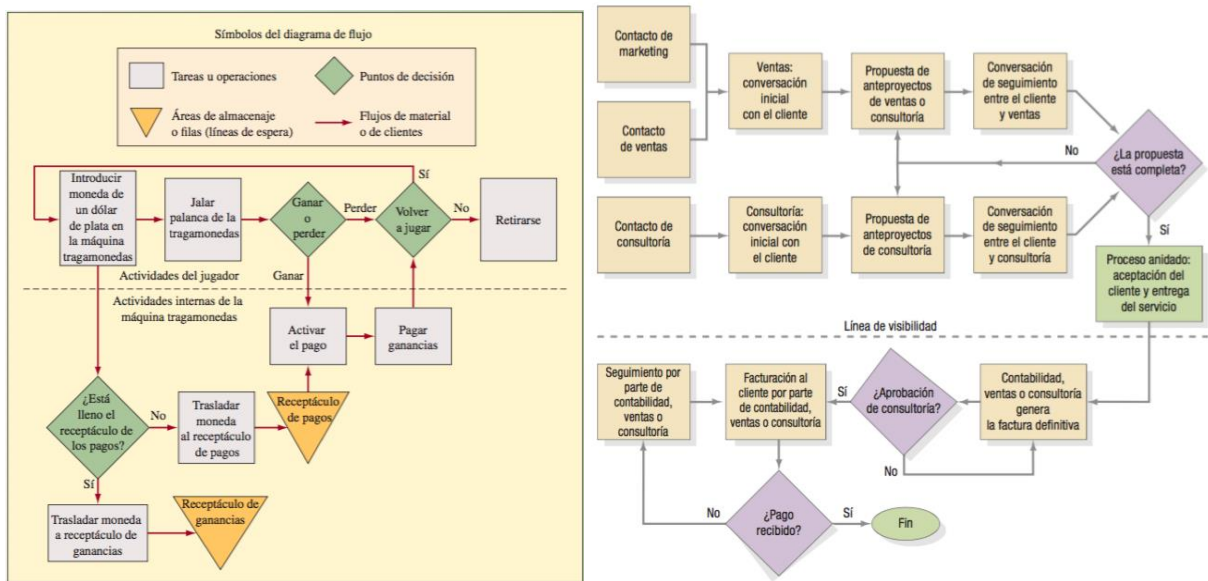 Símbolos del diagrama de flujo
Tareas u operaciones
Puntos de decisión
Áreas de almacenaje
o filas (líneas de espera)
Flujos de material
o de clientes
Sí
Introducir
moneda de
un dólar
de plata en
la máquina
tragamonedas
Jalar
palanca de la
tragamonedas
Ganar
o
perder
Perder
Volver
a jugar
No
Retirarse
Actividades del jugador
Ganar
Actividades internas de la
máquina tragamonedas
Activar
el pago
Pagar
ganancias
¿Está
lleno el
receptáculo de
los pagos?
No
Trasladar
moneda
al receptáculo
de pagos
Receptáculo
de pagos
Sí
Trasladar moneda
a receptáculo de
ganancias
Receptáculo de
ganancias
Contacto de
marketing
Contacto
de ventas
Ventas:
conversación
inicial
con el cliente
Propuesta de
anteproyectos
de ventas o
consultoría
Conversación
de seguimiento
entre el cliente
y ventas
No
¿La propuesta
está completa?
Contacto de
consultoría
Consultoría:
conversación
inicial con
el cliente
Propuesta de
anteproyectos
de consultoría
Conversación
de seguimiento
entre el cliente
y consultoría
Sí
Proceso anidado:
aceptación del
cliente y entrega
del servicio
Línea de visibilidad
Seguimiento por
parte de
contabilidad,
ventas o
consultoría
Facturación al
cliente por parte
de contabilidad,
ventas o consultoría
Sí
¿Aprobación
de consultoría?
No
Contabilidad,
ventas o consultoría
genera
la factura definitiva
No
¿Pago
recibido?
Sí
Fin